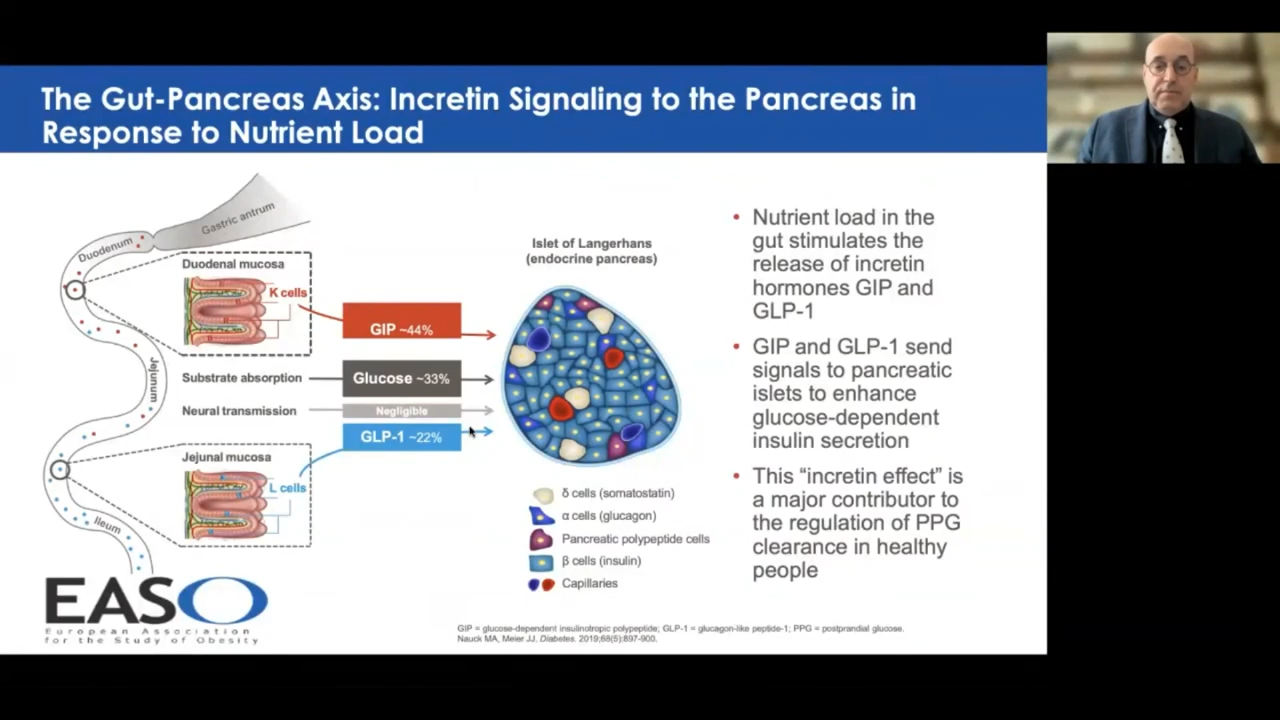 The Gut-Pancreas Axis: Incretin Signaling to the Pancreas in
Response to Nutrient Load
Gastric antrum
Duodenum
Duodenal mucosa
K cells
GIP ~44%
Substrate absorption
Glucose ~33%
Neural transmission
Negligible
GLP-1 ~22%
Jejunum
Jejunal mucosa
L cells
Ileum
Islet of Langerhans
(endocrine pancreas)
δ cells (somatostatin)
α cells (glucagon)
Pancreatic polypeptide cells
β cells (insulin)
Capillaries
• Nutrient load in the
gut stimulates the
release of incretin
hormones GIP and
GLP-1
• GIP and GLP-1 send
signals to pancreatic
islets to enhance
glucose-dependent
insulin secretion
• This “incretin effect” is
a major contributor to
the regulation of PPG
clearance in healthy
people
EASO
European Association
for the Study of Obesity
GIP = glucose-dependent insulinotropic polypeptide; GLP-1 = glucagon-like peptide-1; PPG = postprandial glucose.
Nauck MA, Meier JJ. Diabetes. 2019;68(5):897-900.